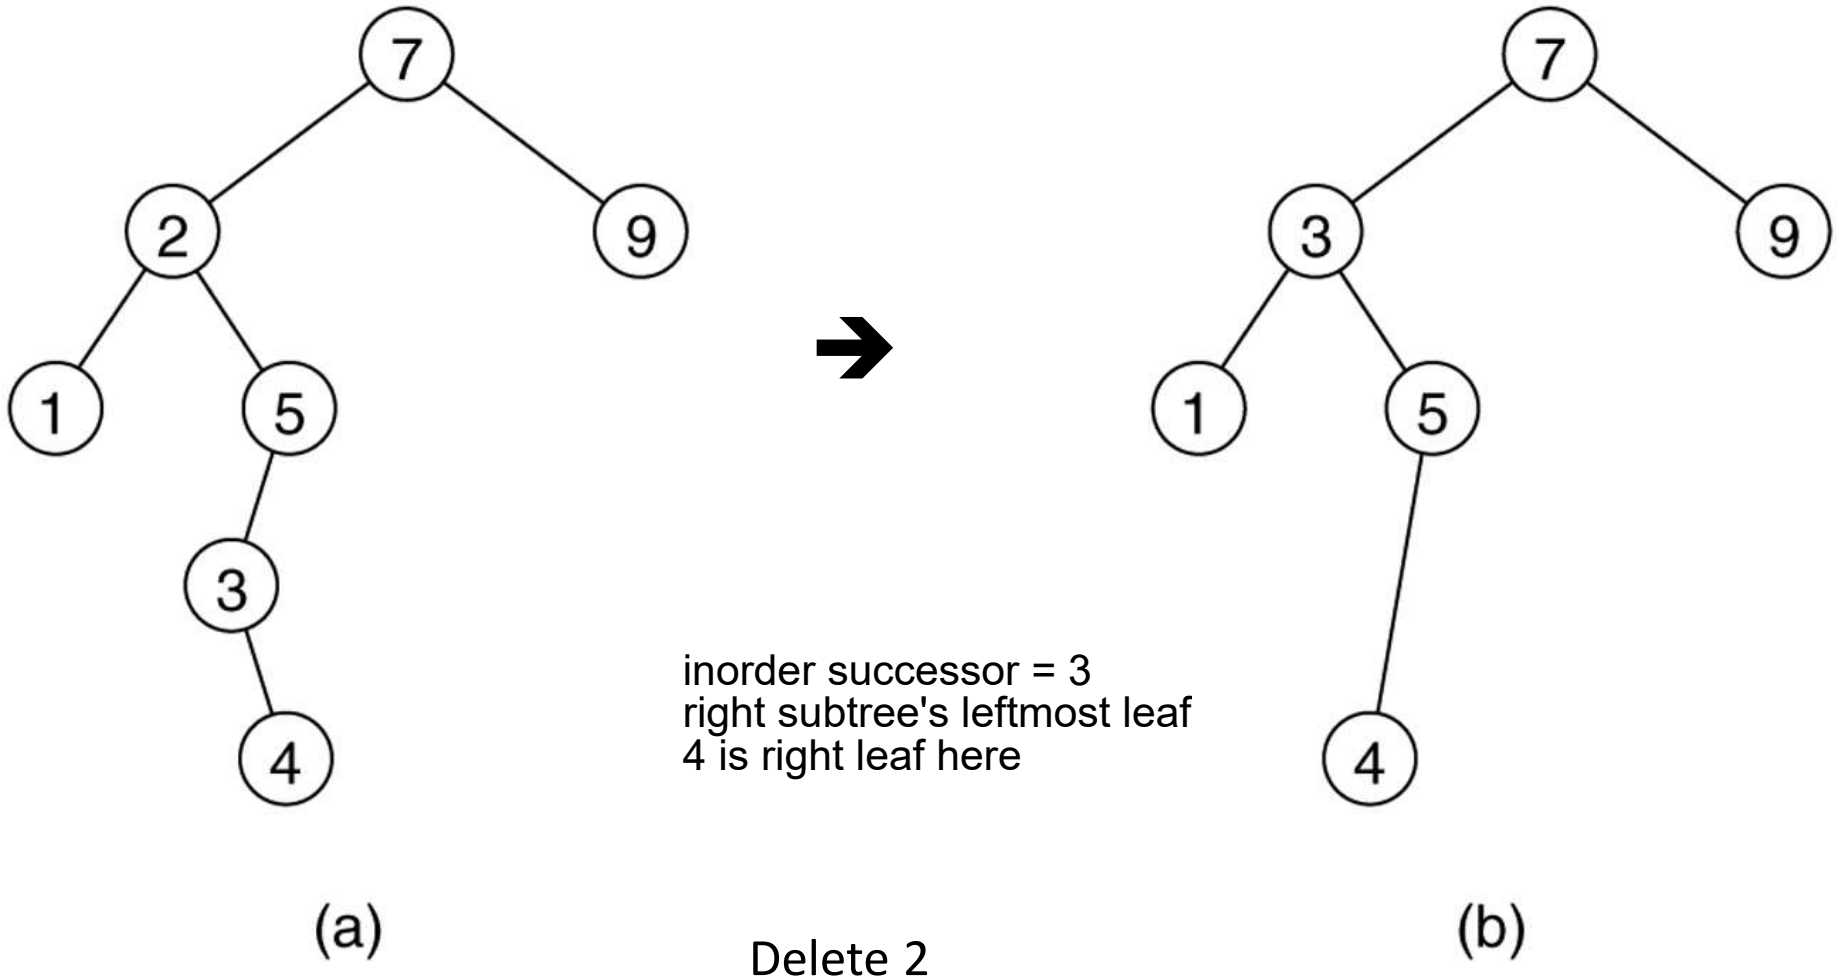 7
7
2
9
3
9
➔
1
5
1
5
3
inorder successor = 3
right subtree's leftmost leaf
4 is right leaf here
4
4
(a)
(b)
Delete 2